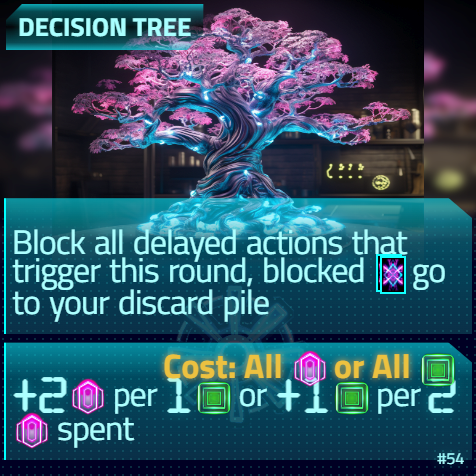 DECISION TREE
Block all delayed actions that
trigger this round, blocked go
to your discard pile
Cost: All or All
+2 per 1 or +1 per 2
spent
#54